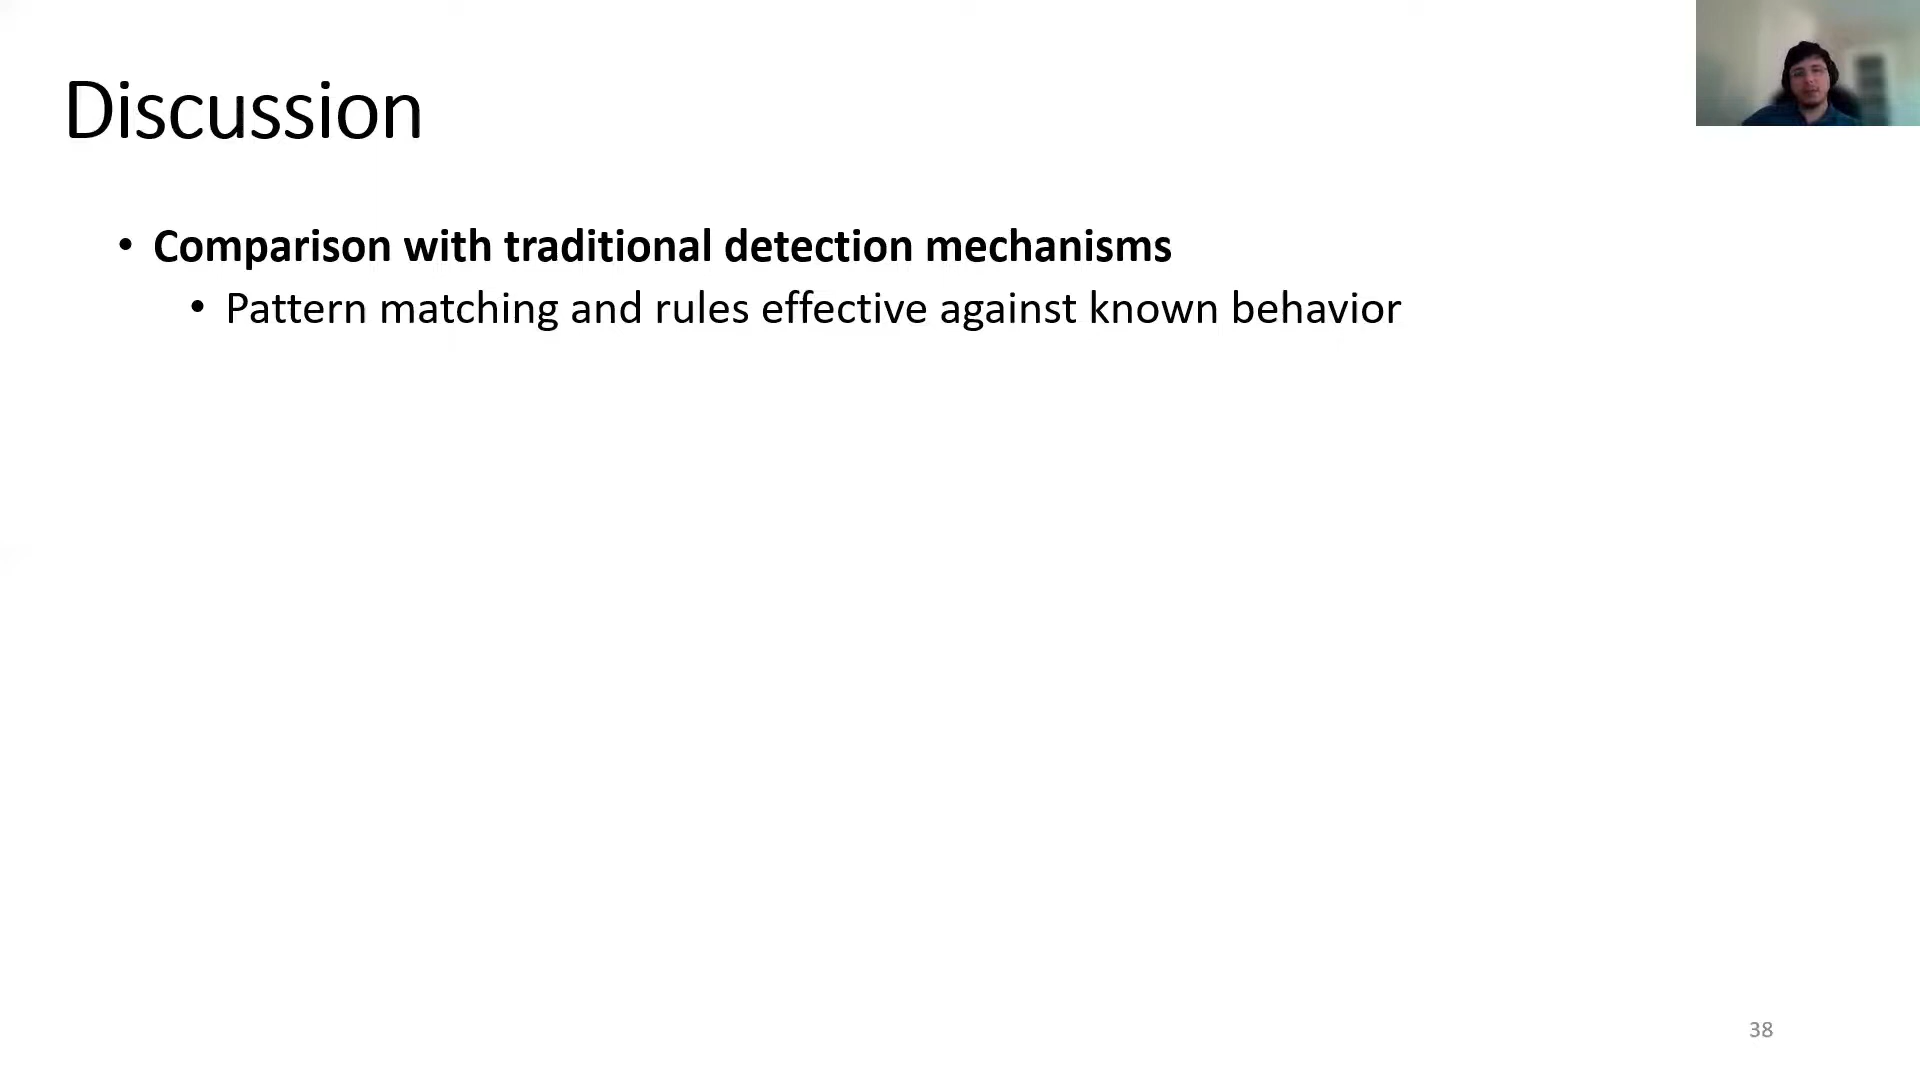 Discussion
• Comparison with traditional detection mechanisms
• Pattern matching and rules effective against known behavior
38